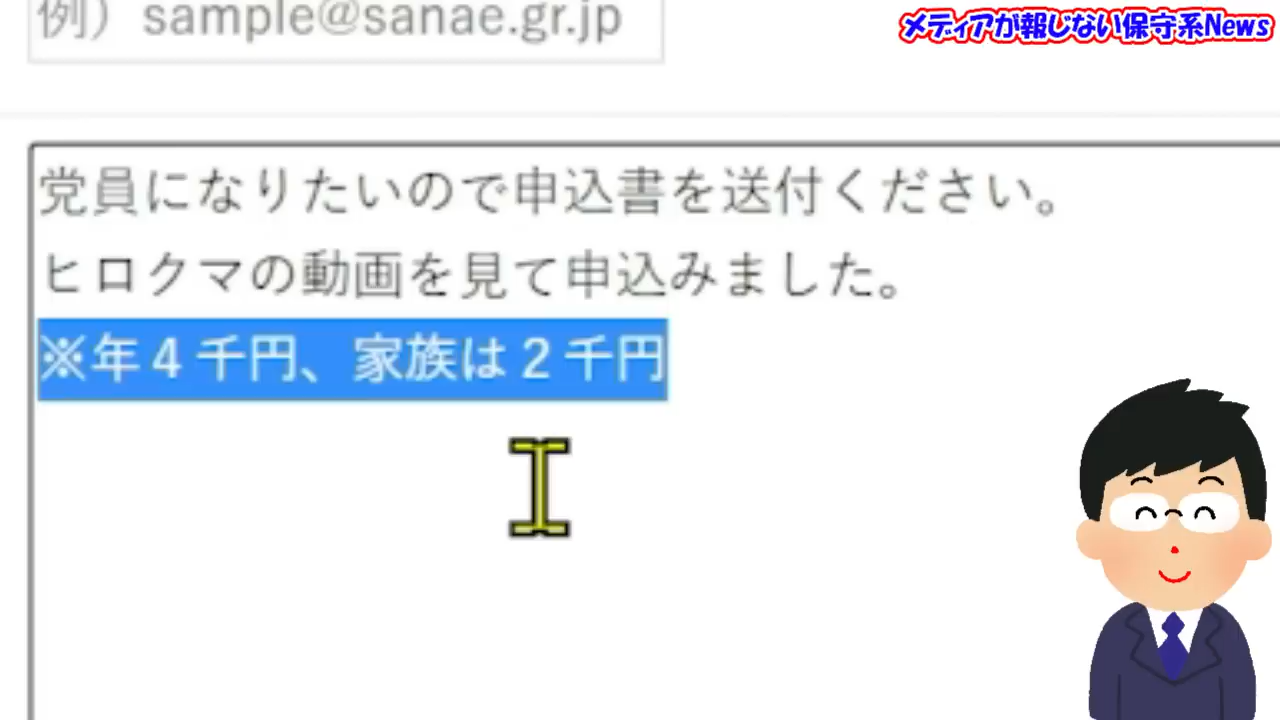 例）sample@sanae.gr.jp
メディアが報じない保守系News
党員になりたいので申込書を送付ください。
ヒロクマの動画を見て申込みました。
※年４千円、家族は２千円